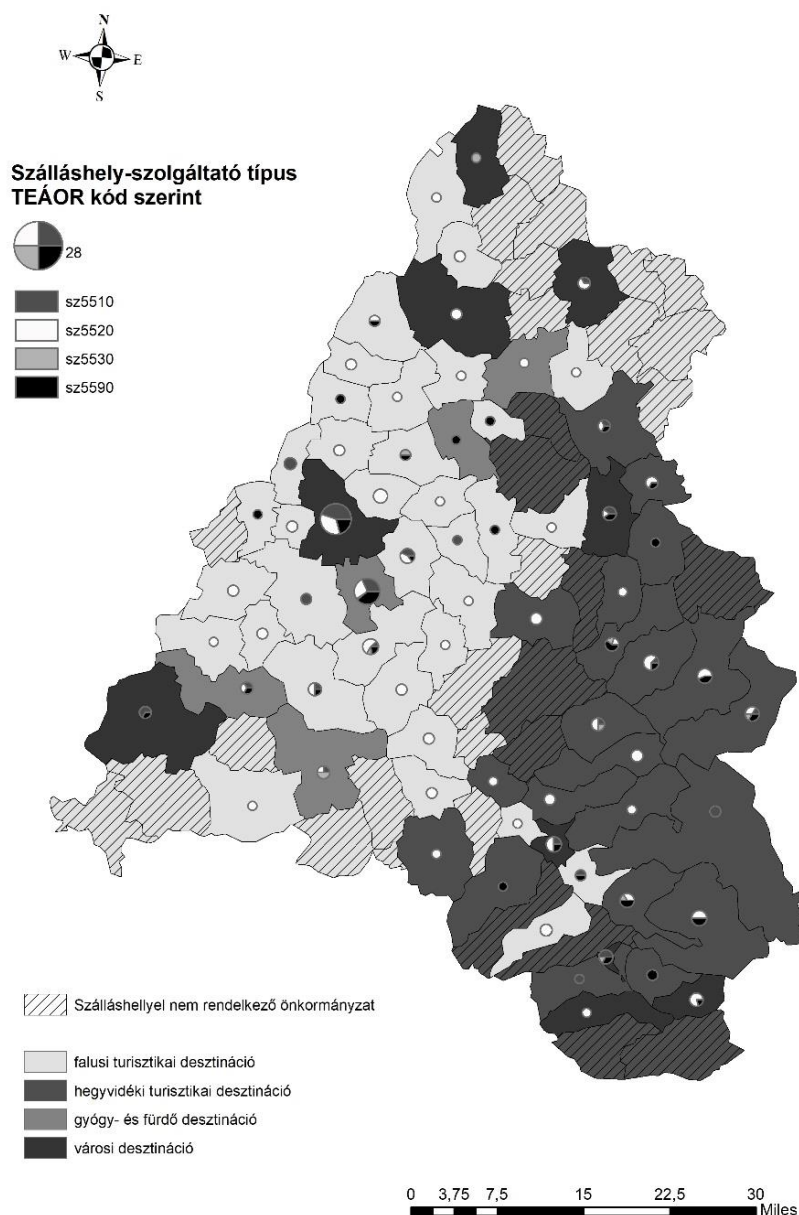 N
W E
S
Szálláshely-szolgáltató típus
TEÁOR kód szerint
28
sz5510
sz5520
sz5530
sz5590
Szálláshellyel nem rendelkező önkormányzat
falusi turisztikai desztináció
hegyvidéki turisztikai desztináció
gyógy- és fürdő desztináció
városi desztináció
0 3,75 7,5 15 22,5 30
Miles